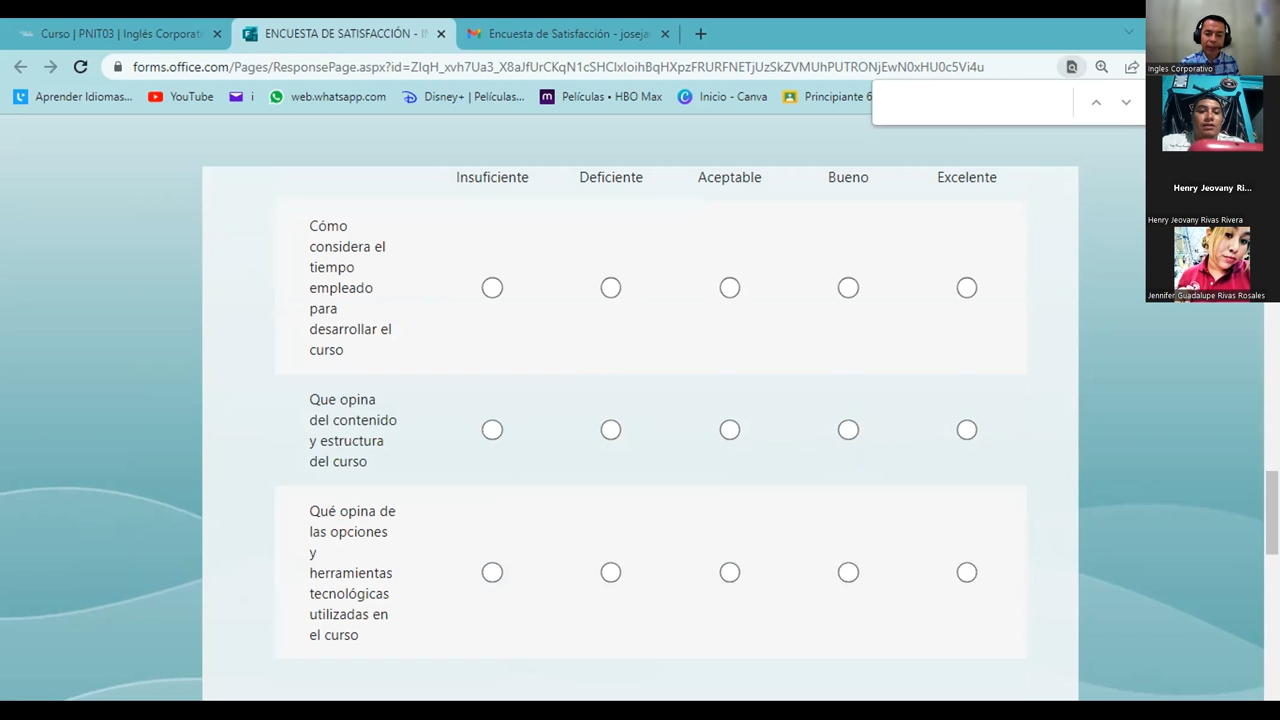 Curso | PNIT03 | Inglés Corporati
ENCUESTA DE SATISFACCIÓN - IN
Encuesta de Satisfacción - joseja
forms.office.com/Pages/ResponsePage.aspx?id=ZIqH_xvh7Ua3_X0aJfUrCKqN1cSHCIxIoihBqHXpzFRURFNETjUzSkZVMUhPUTRONjEwN0xHU0c5Vi4u
Aprender Idiomas...
YouTube
i
web.whatsapp.com
Disney+ | Películas...
Películas • HBO Max
Inicio - Canva
Principiante 6
Ingles Corporativo
Henry Jeovany Ri...
Henry Jeovany Rivas Rivera
Jennifer Guadalupe Rivas Rosales
Insuficiente Deficiente Aceptable Bueno Excelente
Cómo
considera el
tiempo
empleado
para
desarrollar el
curso
Que opina
del contenido
y estructura
del curso
Qué opina de
las opciones
y
herramientas
tecnológicas
utilizadas en
el curso